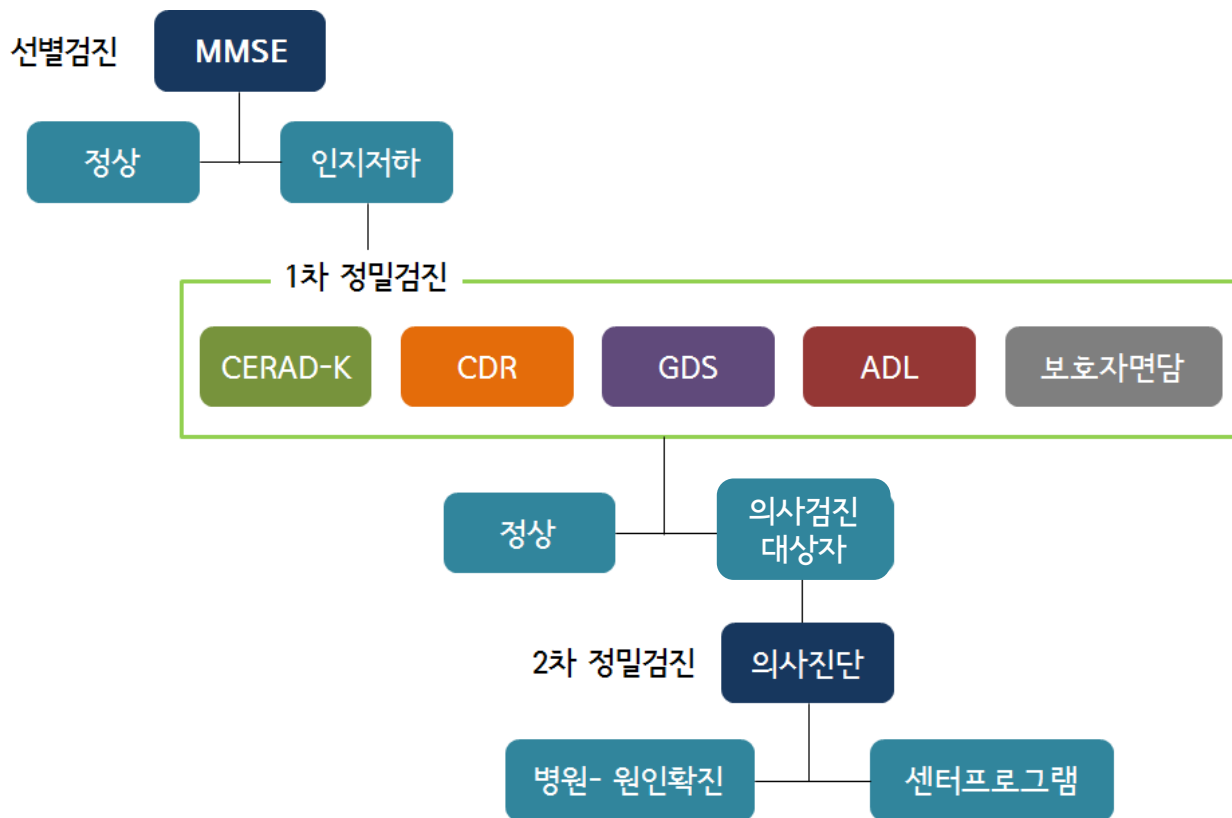 선별검진
MMSE
정상
인지저하
1차 정밀검진
CERAD-K
CDR
GDS
ADL
보호자면담
정상
의사검진
대상자
2차 정밀검진
의사진단
병원- 원인확진
센터프로그램